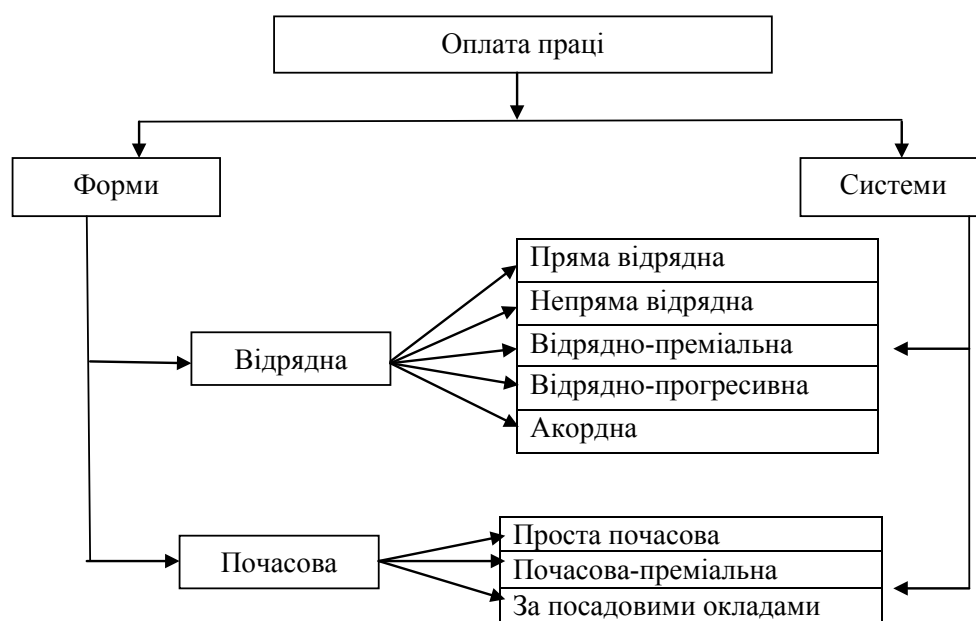 Оплата праці
Форми
Системи
Пряма відрядна
Непряма відрядна
Відрядна
Відрядно-преміальна
Відрядно-прогресивна
Акордна
Проста почасова
Почасова
Почасова-преміальна
За посадовими окладами